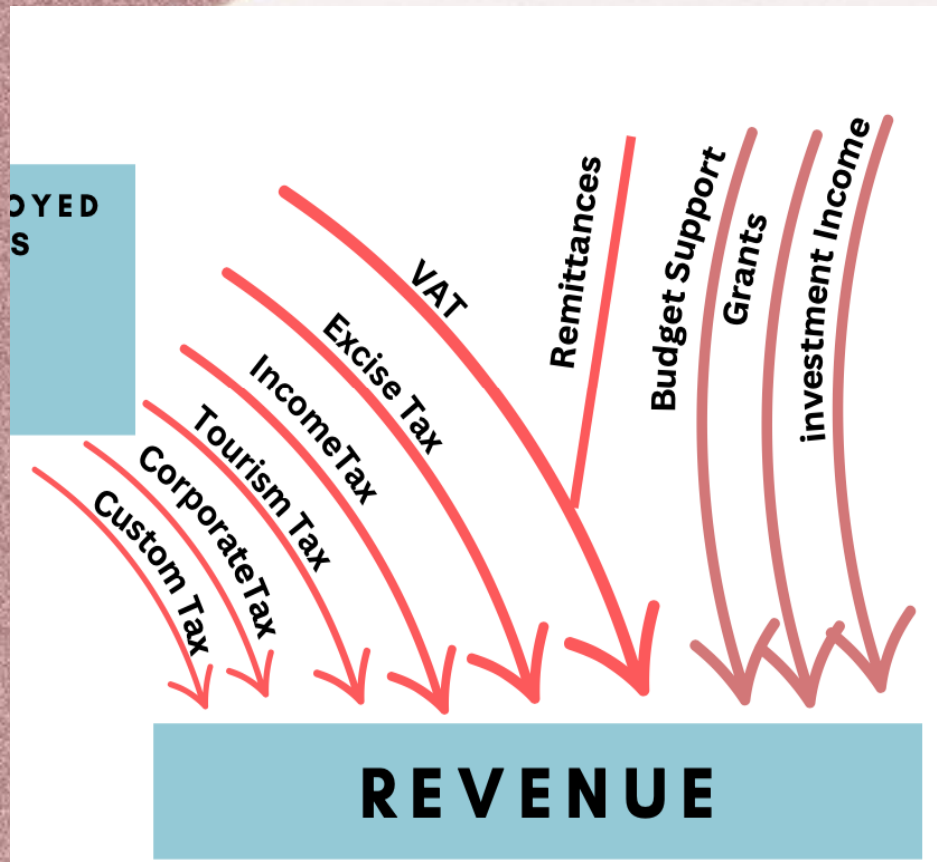 OYED
S
VAT
Remittances
Budget Support
Grants
investment Income
Excise Tax
IncomeTax
Tourism Tax
CorporateTax
Custom Tax
REVENUE